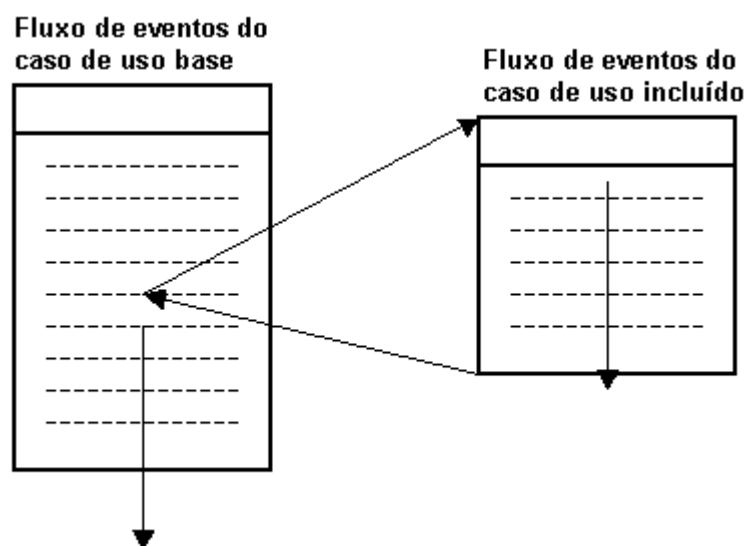 Fluxo de eventos do
caso de uso base
Fluxo de eventos do
caso de uso incluído